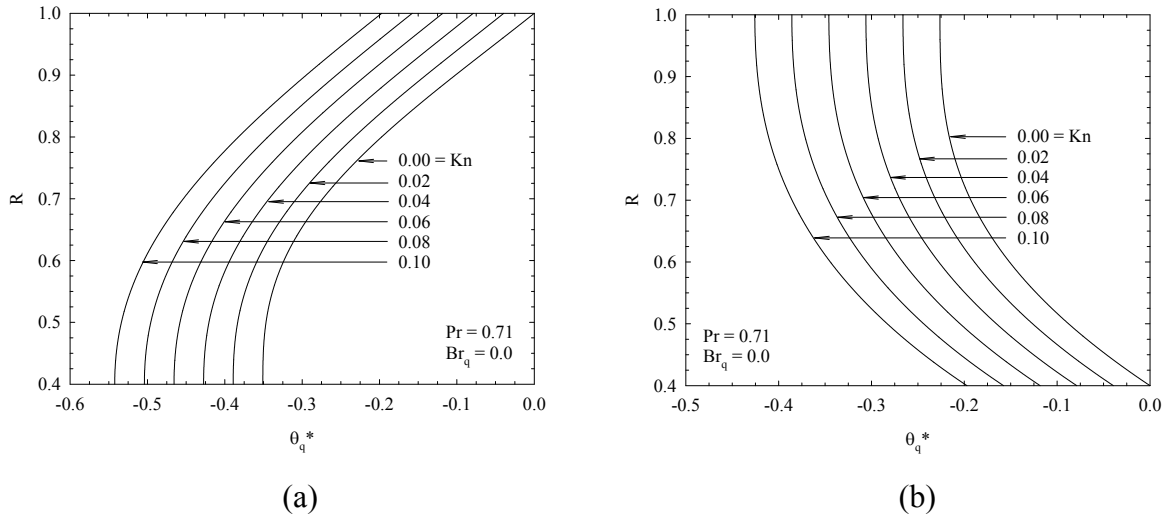 1.0
0.9
0.8
0.7
0.6
0.5
0.4
R
0.00 = Kn
0.02
0.04
0.06
0.08
0.10
Pr = 0.71
Br_q = 0.0
-0.6 -0.5 -0.4 -0.3 -0.2 -0.1 0.0
θ_q*
(a)
1.0
0.9
0.8
0.7
0.6
0.5
0.4
R
0.00 = Kn
0.02
0.04
0.06
0.08
0.10
Pr = 0.71
Br_q = 0.0
-0.5 -0.4 -0.3 -0.2 -0.1 0.0
θ_q*
(b)